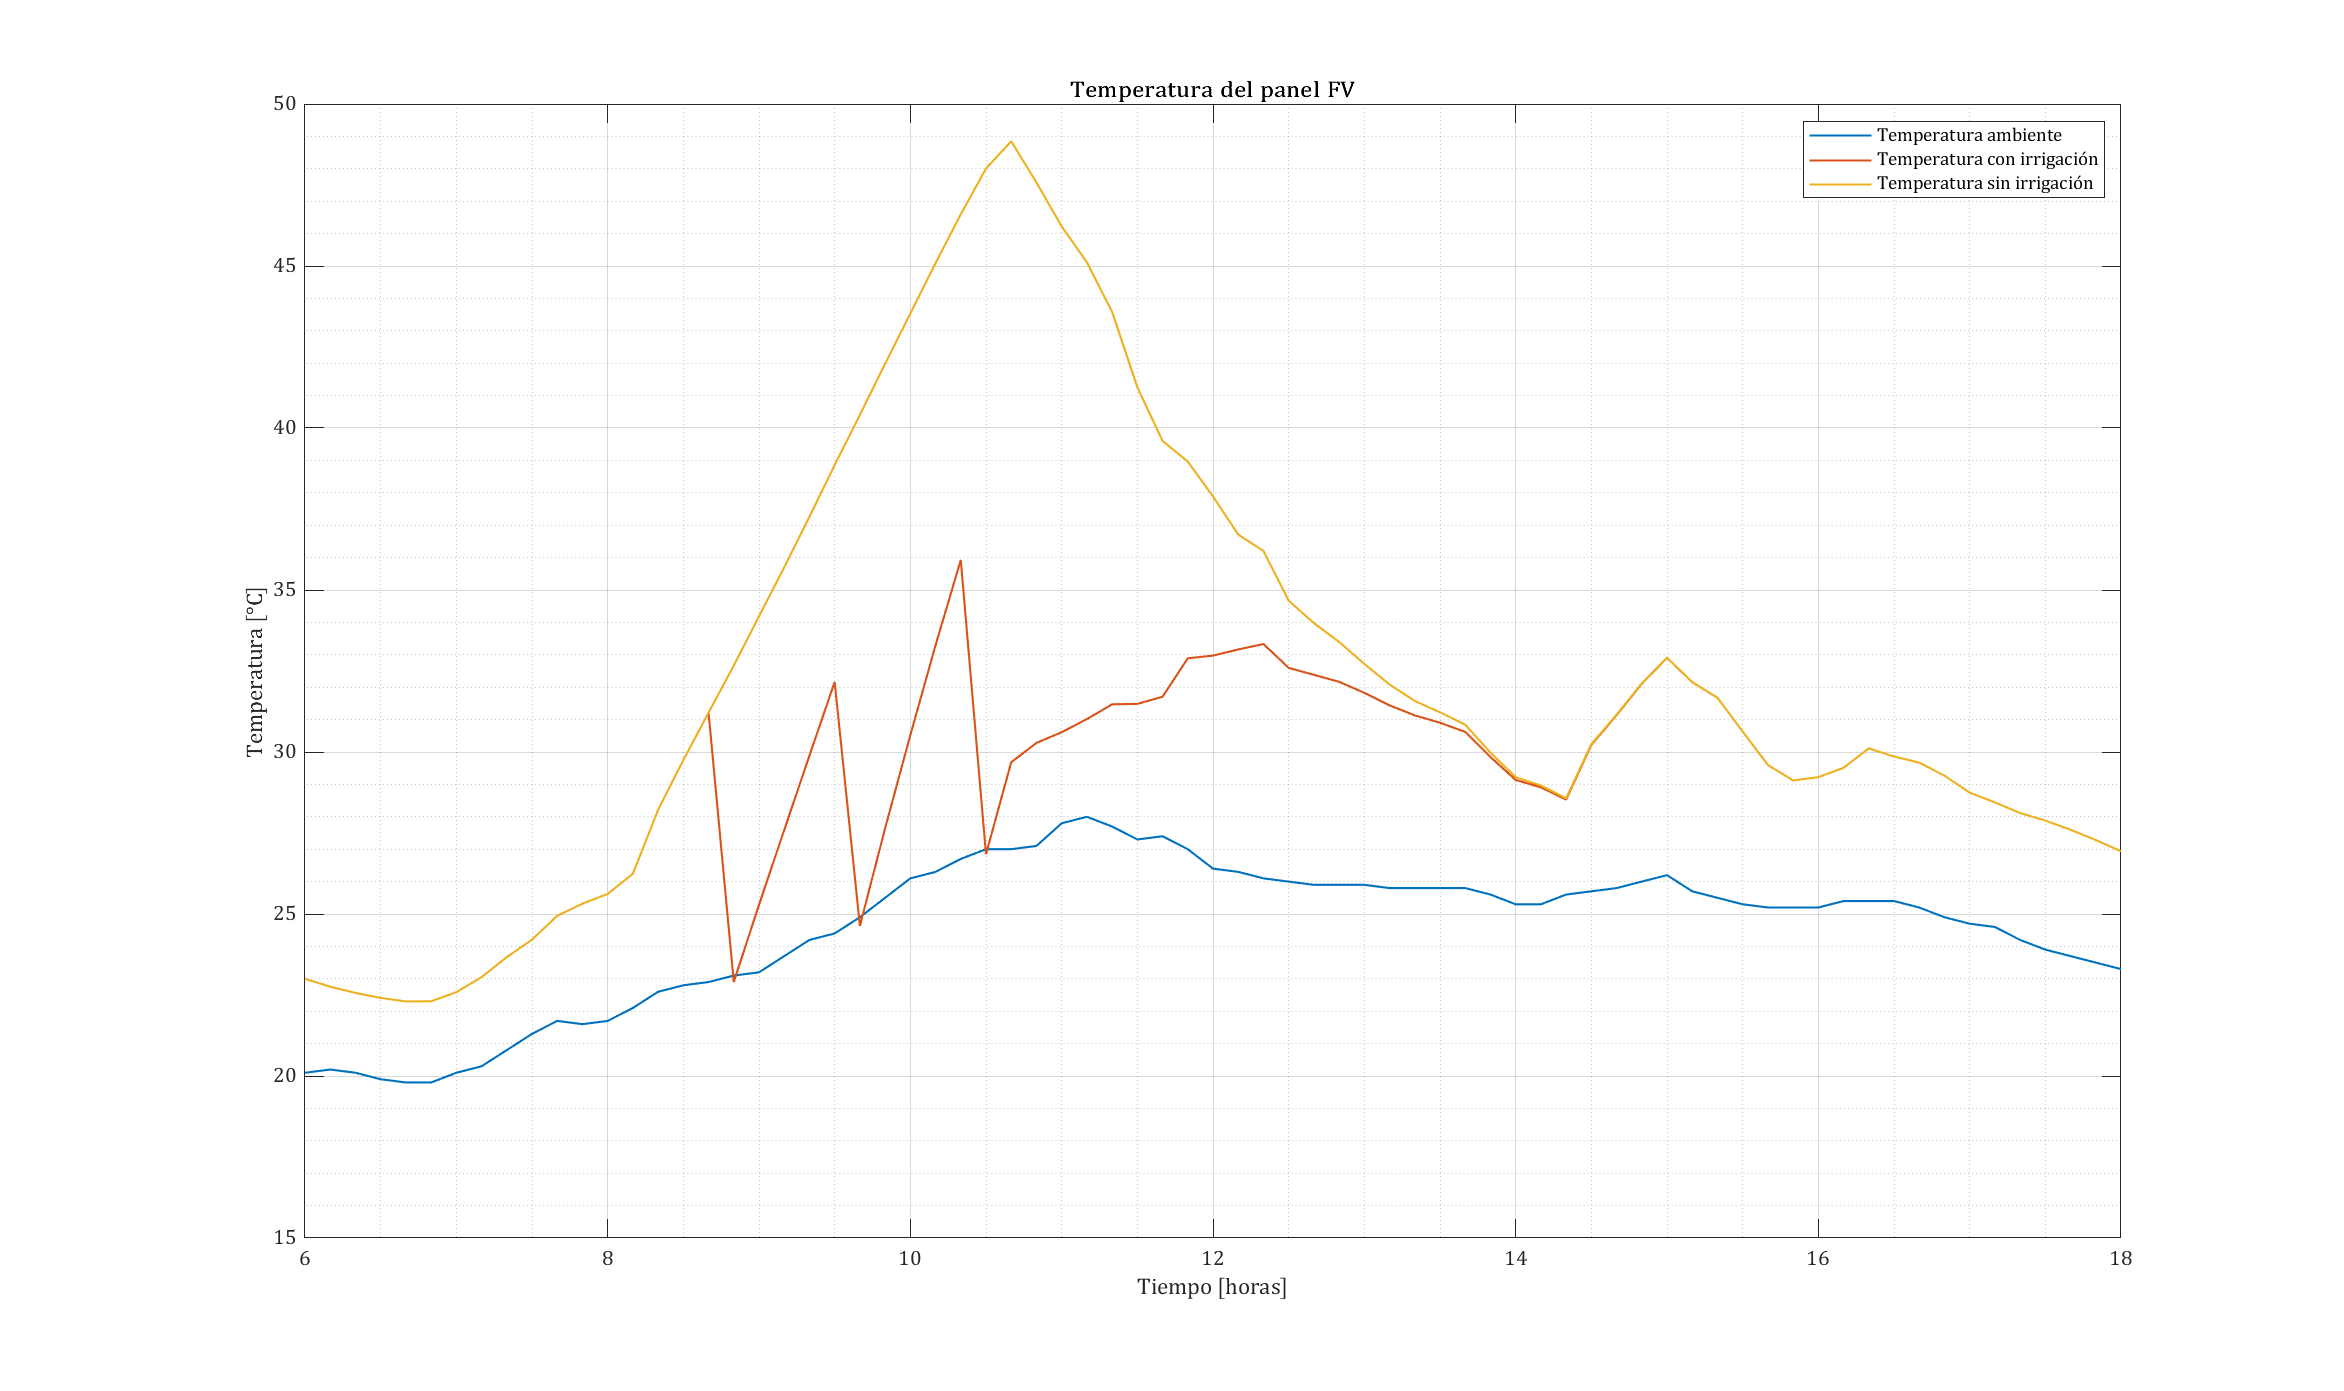 Temperatura del panel FV
Temperatura ambiente
Temperatura con irrigación
Temperatura sin irrigación
Temperatura [°C]
50
45
40
35
30
25
20
15
6 8 10 12 14 16 18
Tiempo [horas]